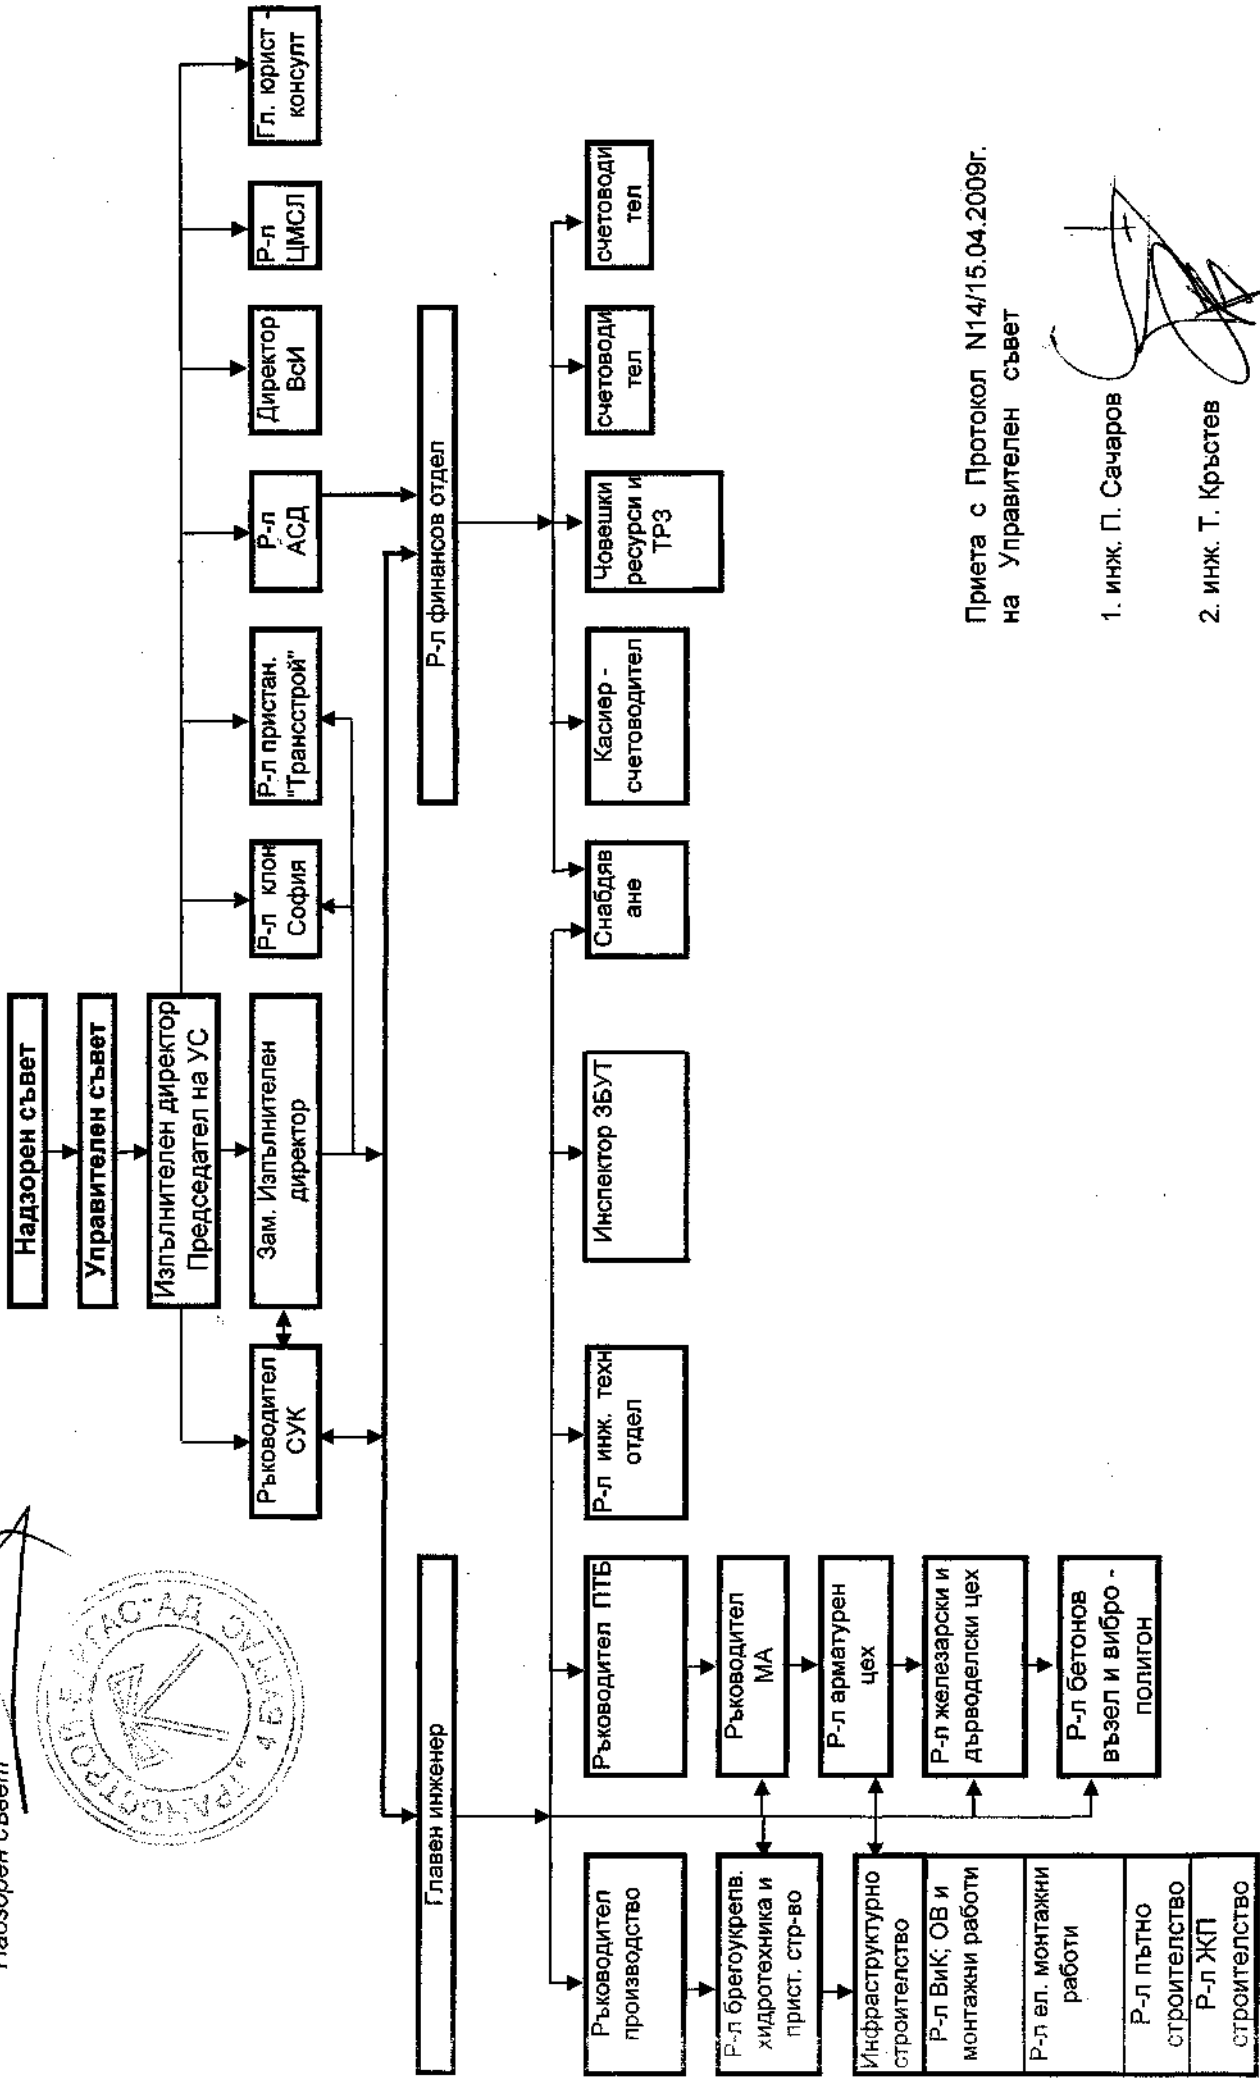 Надзорен съвет
ТРАНССТРОЙ - БУРГАС" АД
Надзорен съвет
Управителен съвет
Изпълнителен директор
Председател на УС
Ръководител
СУК
Зам. Изпълнителен
директор
Р-л клон
София
Р-л пристан.
"Трансстрой"
Р-л
АСД
Директор
ВсИ
Р-л
ЦМСЛ
Гл. юрист -
консулт
Главен инженер
Р-л финансов отдел
Ръководител
производство
Ръководител ПТБ
Р-л инж. техн
отдел
Инспектор ЗБУТ
Снабдяв
ане
Касиер -
счетоводител
Човешки
ресурси и
ТРЗ
счетоводи
тел
счетоводи
тел
Р-л брегоукрепв.
хидротехника и
прист. стр-во
Ръководител
МА
Инфраструктурно
строителство
Р-л арматурен
цех
Р-л ВиК; ОВ и
монтажни работи
Р-л железарски и
дърводелски цех
Р-л ел. монтажни
работи
Р-л бетонов
възел и вибро -
полигон
Р-л пътно
строителство
Р-л ЖП
строителство
Приета с Протокол N14/15.04.2009г.
на Управителен съвет
1. инж. П. Сачаров
2. инж. Т. Кръстев